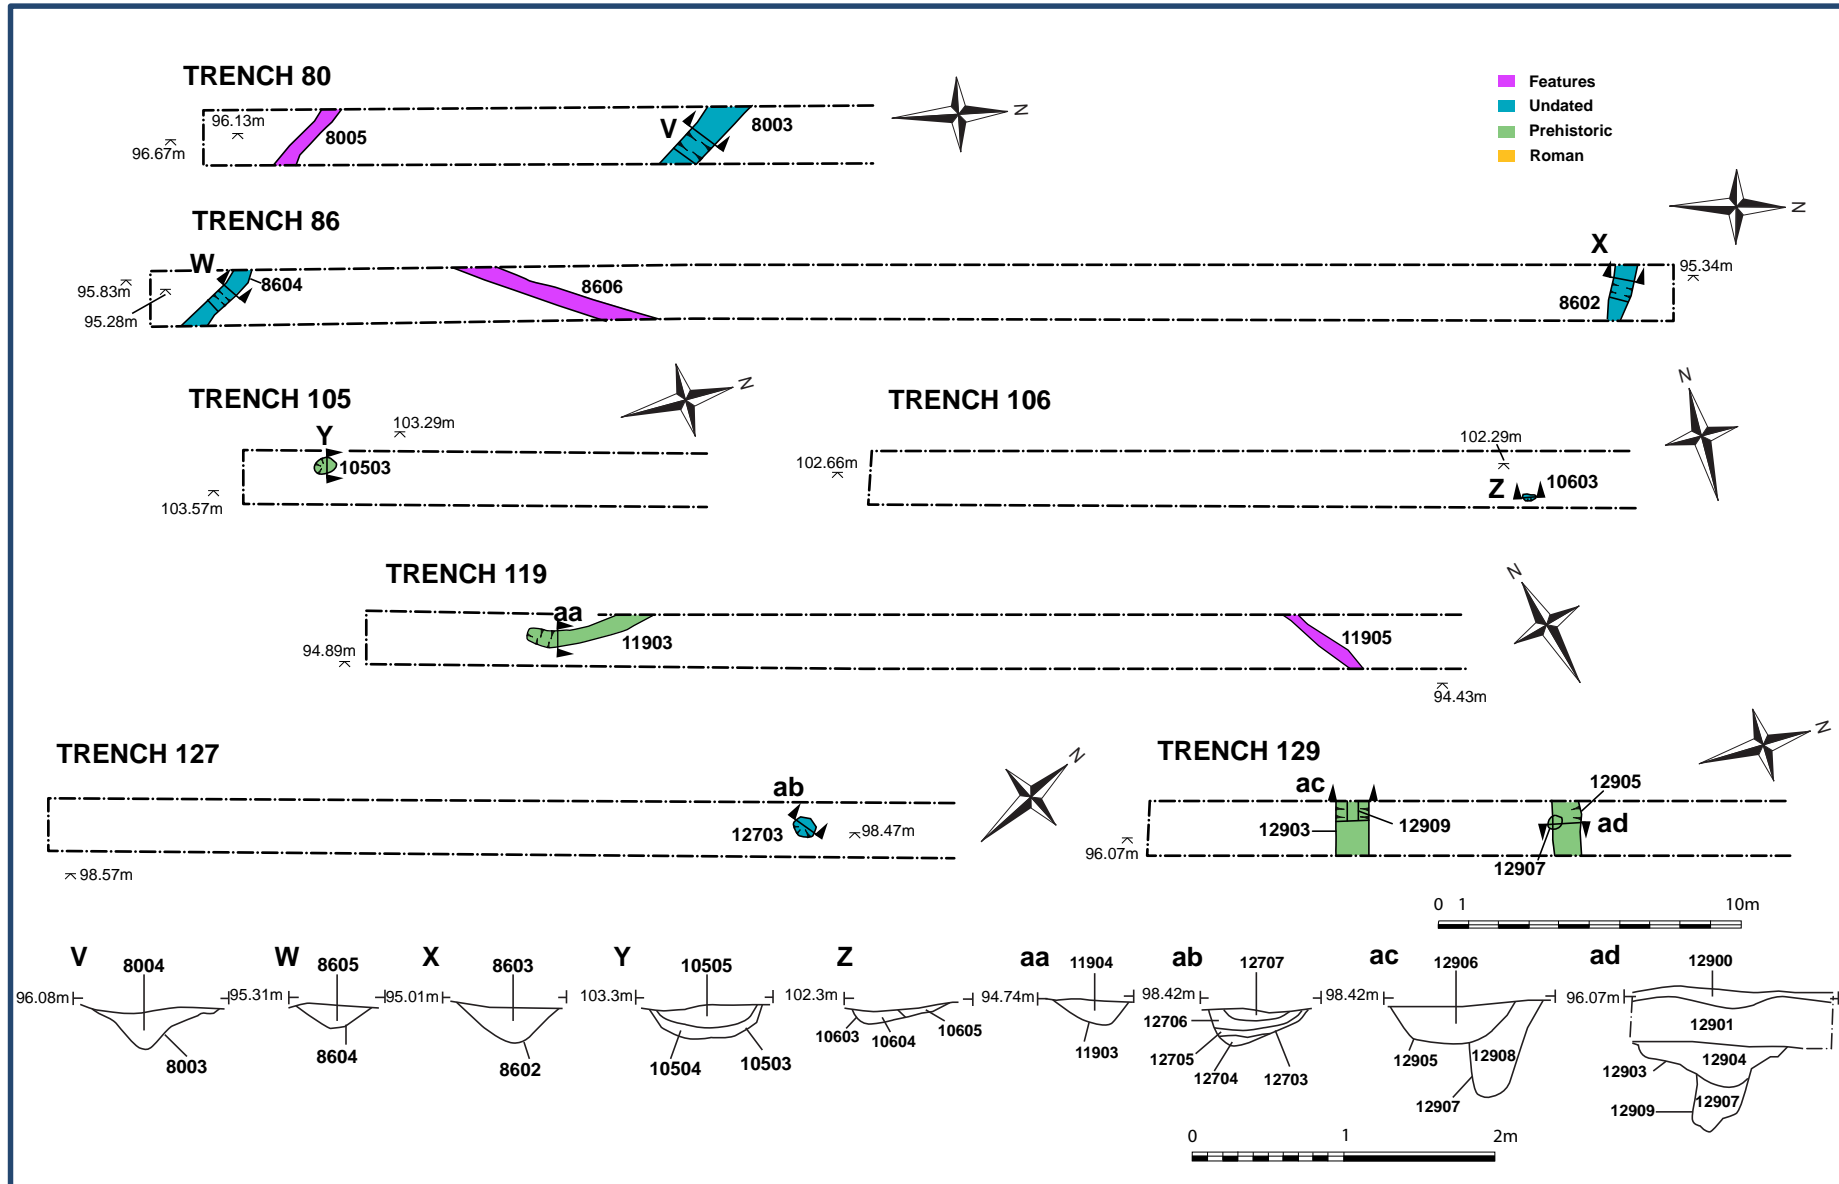 TRENCH 80
96.13m
96.67m
8005
V
8003
N
Features
Undated
Prehistoric
Roman
TRENCH 86
N
W
8604
95.83m
95.28m
8606
X
95.34m
8602
TRENCH 105
103.29m
N
Y
10503
103.57m
TRENCH 106
N
102.29m
102.66m
Z
10603
TRENCH 119
N
aa
94.89m
11903
11905
94.43m
TRENCH 127
N
ab
12703
98.47m
98.57m
TRENCH 129
N
ac
12905
12903
12909
ad
96.07m
12907
0 1 10m
V
8004
96.08m
8003
W
8605
95.31m
8604
X
8603
95.01m
8602
Y
10505
103.3m
10504
10503
Z
102.3m
10603
10604
10605
aa
11904
94.74m
11903
ab
12707
98.42m
12706
12705
12704
12703
ac
12906
98.42m
12905
12908
12907
ad
12900
96.07m
12901
12904
12903
12909
12907
0 1 2m